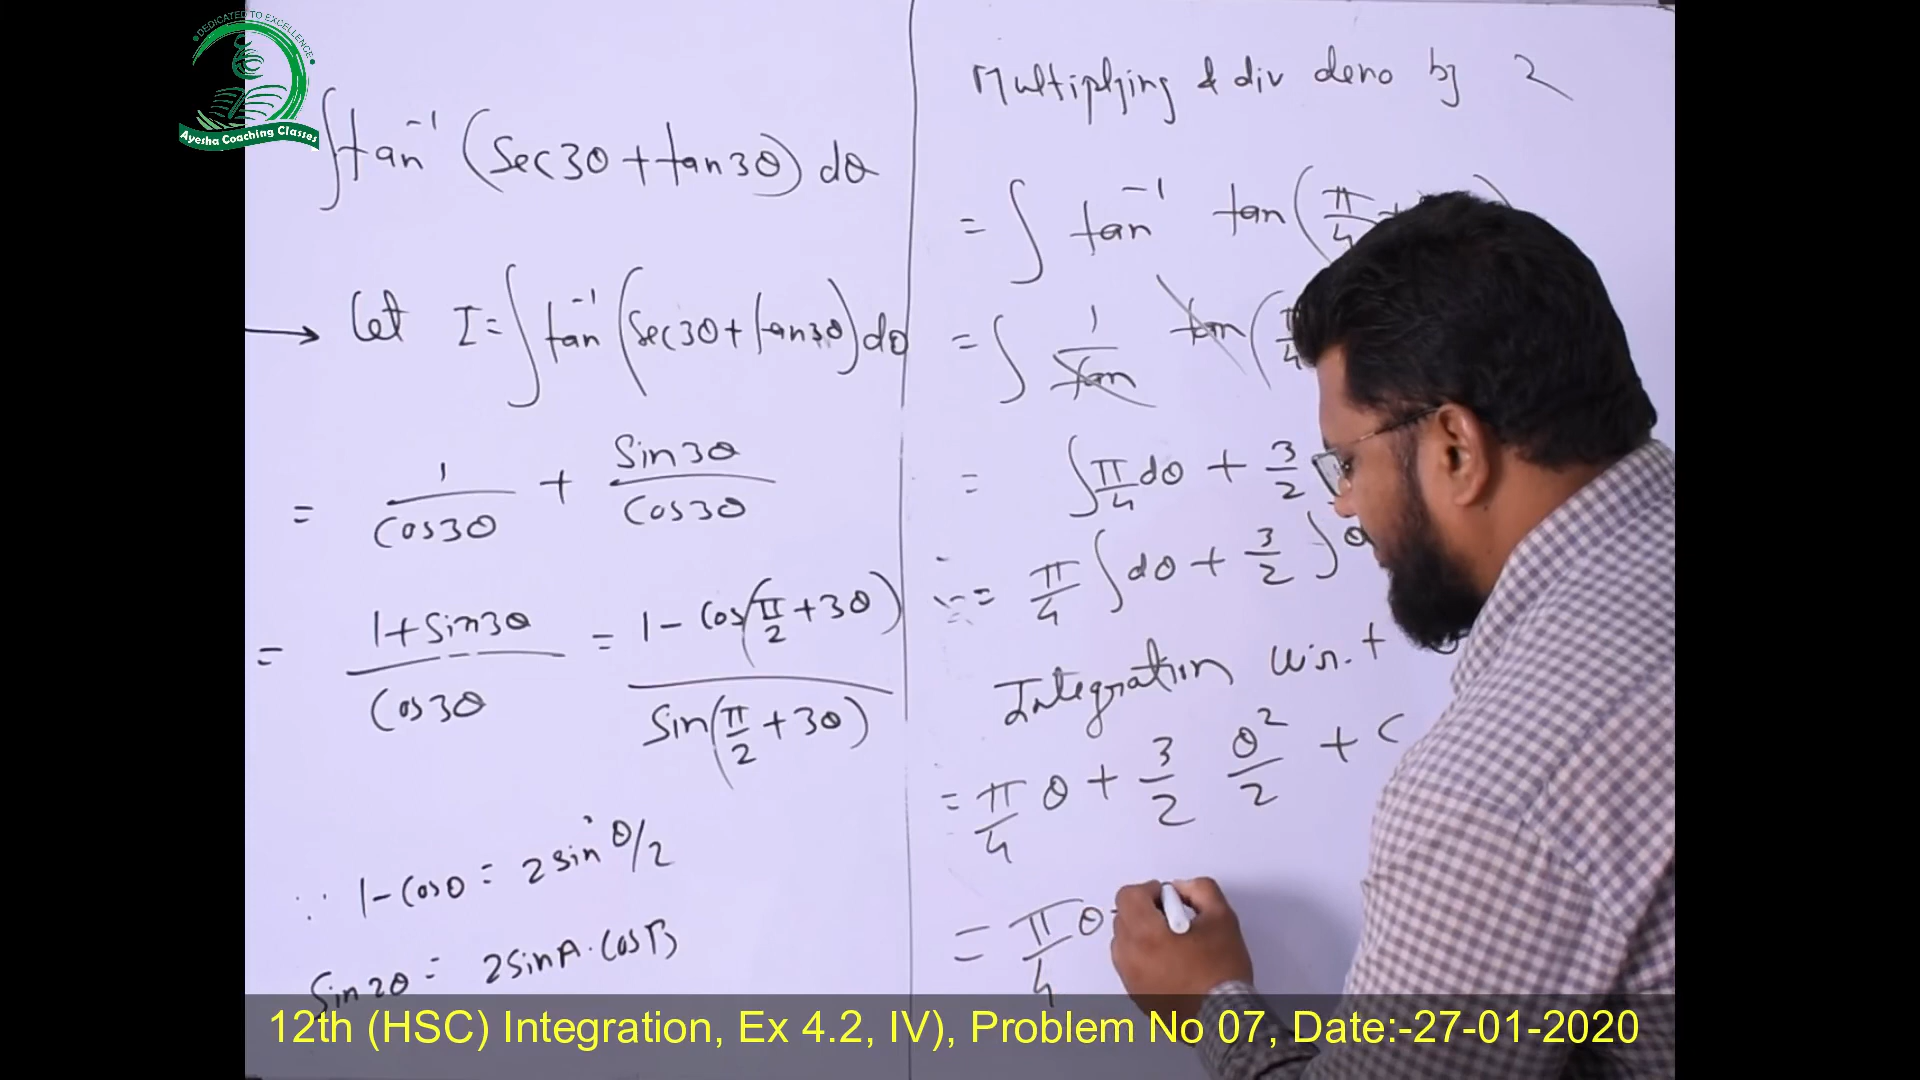 DEDICATED TO EXCELLENCE
Ayesha Coaching Classes
∫tan⁻¹ (Sec3θ + tan3θ) dθ
→ Let I = ∫tan⁻¹ (Sec3θ + tan3θ) dθ
= 1/Cos3θ + Sin3θ/Cos3θ
= 1+Sin3θ/Cos3θ = 1 - Cos(π/2 + 3θ) / Sin(π/2 + 3θ)
∵ 1 - Cosθ = 2 Sin² θ/2
Sin2θ = 2SinA·CosB
Multiplying & div deno by 2
= ∫ tan⁻¹ tan(π/4 +
= ∫ 1/tan tan(π/4
= ∫π/4 dθ + 3/2
= π/4 ∫dθ + 3/2 ∫θ
Integration w.r.t
= π/4 θ + 3/2 θ²/2 + C
= π/4 θ
12th (HSC) Integration, Ex 4.2, IV), Problem No 07, Date:-27-01-2020